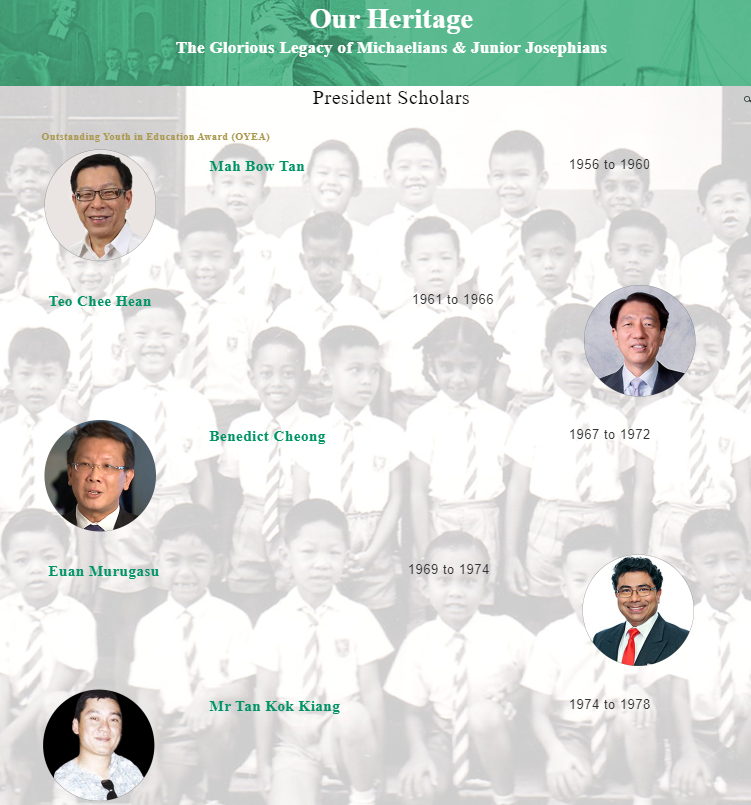 Our Heritage
The Glorious Legacy of Michaelians & Junior Josephians
President Scholars
Outstanding Youth in Education Award (OYEA)
Mah Bow Tan
1956 to 1960
Teo Chee Hean
1961 to 1966
Benedict Cheong
1967 to 1972
Euan Murugasu
1969 to 1974
Mr Tan Kok Kiang
1974 to 1978